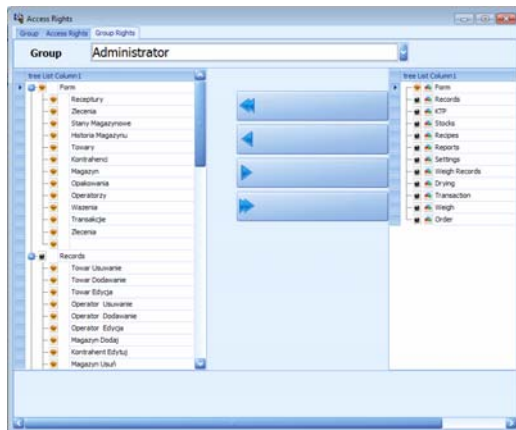 Access Rights
Group Access Rights Group Rights
Group Administrator
tree List Column1
Form
Receptury
Zlecenia
Stany Magazynowe
Historia Magazynu
Towary
Kontrahenci
Magazyn
Opakowania
Operatorzy
Wazenia
Transakcje
Zlecenia
Records
Towar Usuwanie
Towar Dodawanie
Towar Edycja
Operator Usuwanie
Operator Dodawanie
Operator Edycja
Magazyn Dodaj
Kontrahent Edytuj
Magazyn Usuń
tree List Column1
Form
Records
KTP
Stocks
Recipes
Reports
Settings
Weigh Records
Drying
Transaction
Weigh
Order